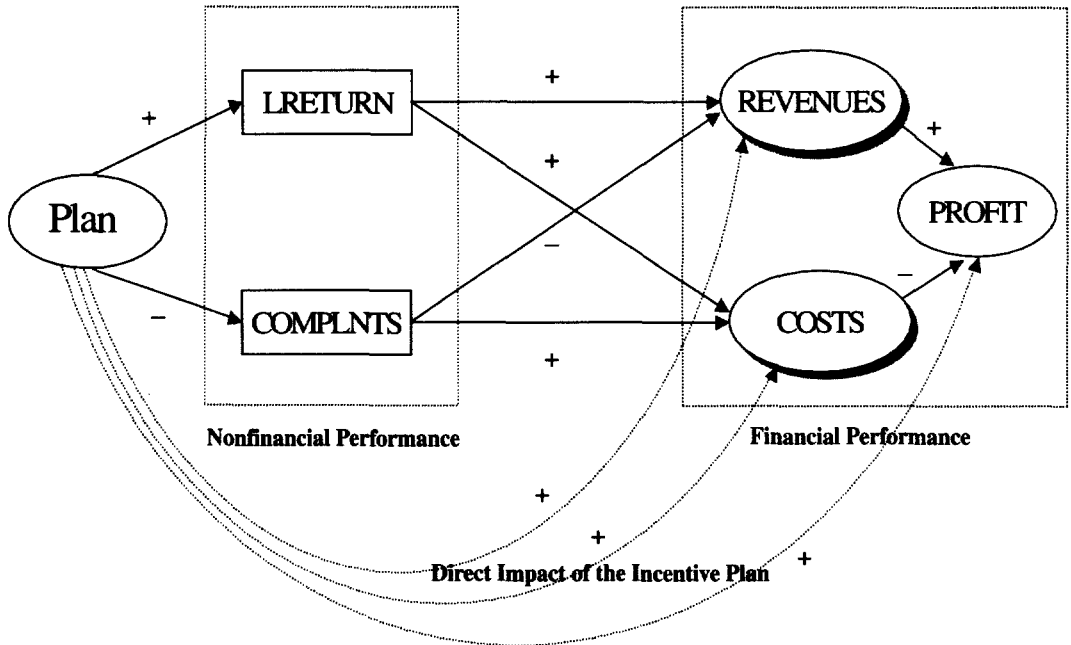 +
LRETURN
+
REVENUES
+
+
Plan
PROFIT
−
−
−
COMPLNTS
COSTS
+
Nonfinancial Performance
Financial Performance
+
+
+
Direct Impact of the Incentive Plan